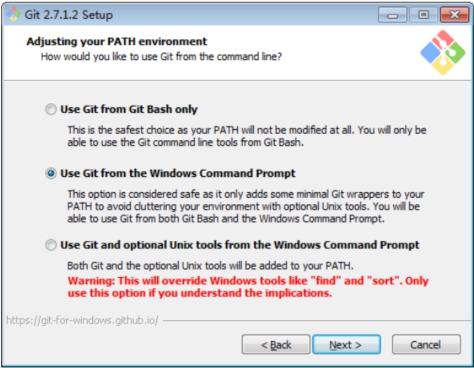 Git 2.7.1.2 Setup
Adjusting your PATH environment
How would you like to use Git from the command line?
Use Git from Git Bash only
This is the safest choice as your PATH will not be modified at all. You will only be
able to use the Git command line tools from Git Bash.
Use Git from the Windows Command Prompt
This option is considered safe as it only adds some minimal Git wrappers to your
PATH to avoid cluttering your environment with optional Unix tools. You will be
able to use Git from both Git Bash and the Windows Command Prompt.
Use Git and optional Unix tools from the Windows Command Prompt
Both Git and the optional Unix tools will be added to your PATH.
Warning: This will override Windows tools like "find" and "sort". Only
use this option if you understand the implications.
https://git-for-windows.github.io/
< Back Next > Cancel